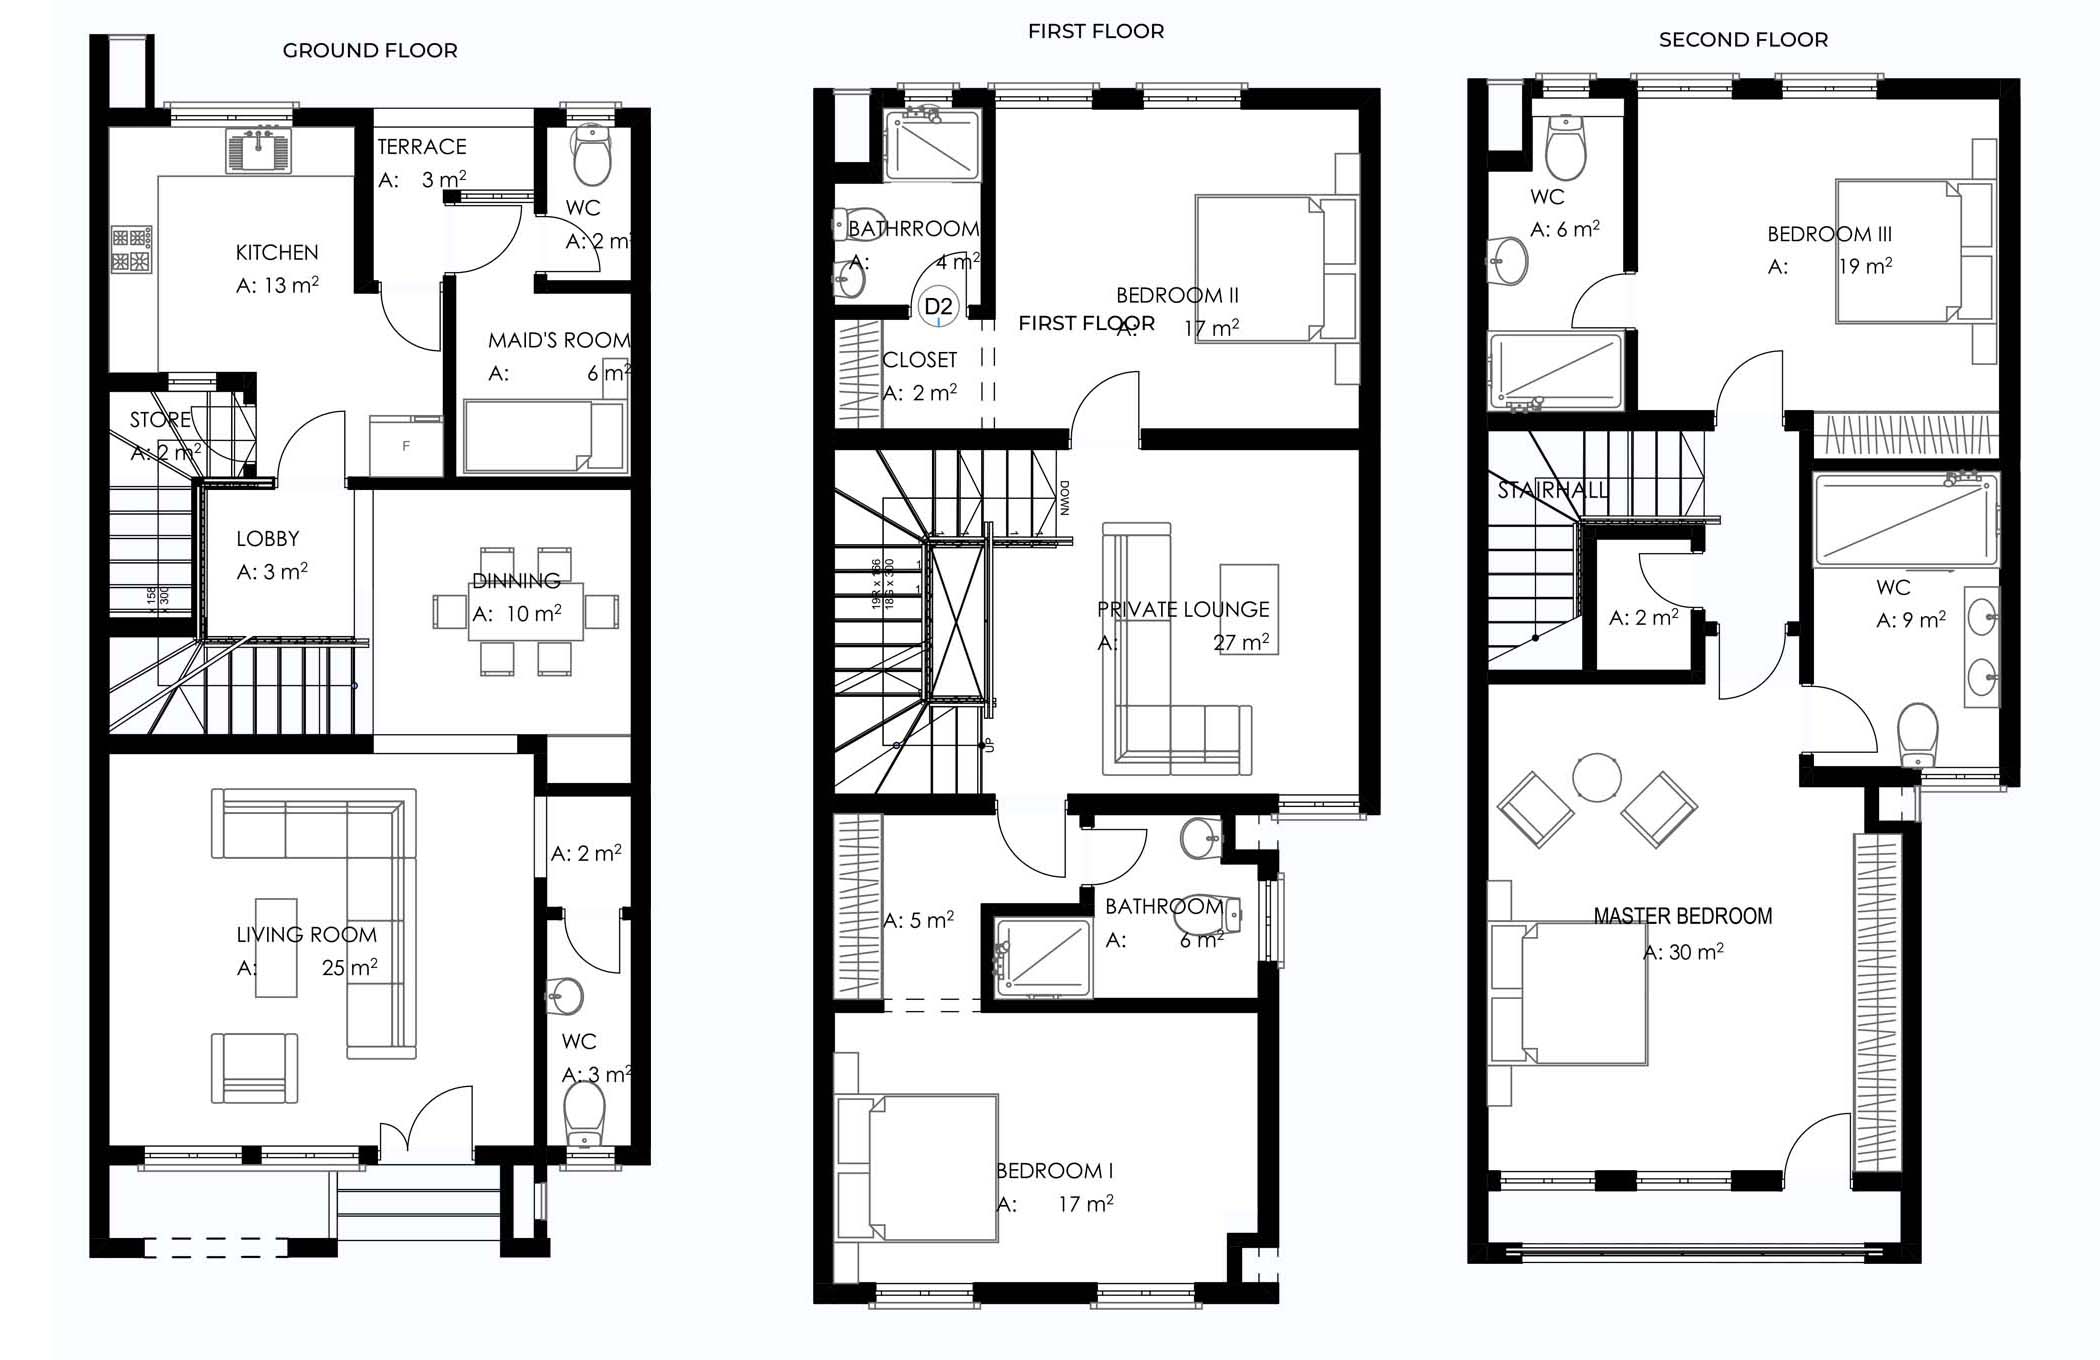 GROUND FLOOR
TERRACE
A: 3 m²
WC
A: 2 m²
KITCHEN
A: 13 m²
MAID'S ROOM
A: 6 m²
STORE
A: 2 m²
F
LOBBY
A: 3 m²
DINNING
A: 10 m²
x 158
x 300
A: 2 m²
LIVING ROOM
A: 25 m²
WC
A: 3 m²
FIRST FLOOR
BATHRROOM
A: 4 m²
D2
BEDROOM II
A: 17 m²
FIRST FLOOR
CLOSET
A: 2 m²
DOWN
19R x 166
18G x 300
PRIVATE LOUNGE
A: 27 m²
UP
A: 5 m²
BATHROOM
A: 6 m²
BEDROOM I
A: 17 m²
SECOND FLOOR
WC
A: 6 m²
BEDROOM III
A: 19 m²
STAIRHALL
A: 2 m²
WC
A: 9 m²
MASTER BEDROOM
A: 30 m²